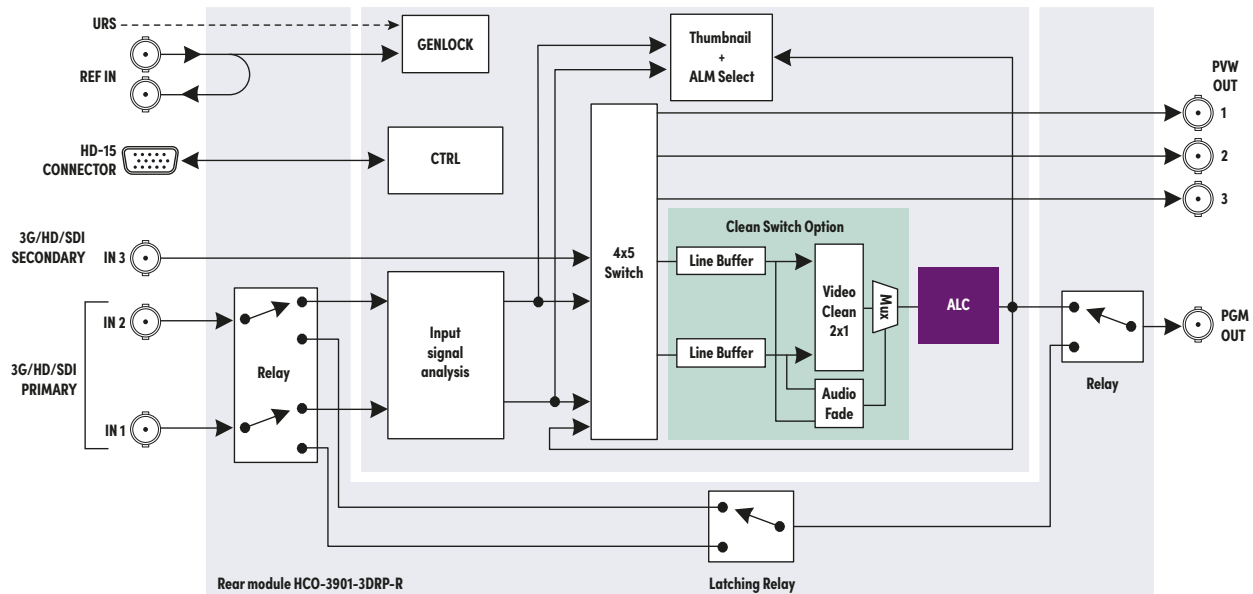 URS
REF IN
GENLOCK
Thumbnail
+
ALM Select
PVW
OUT
1
2
3
HD-15
CONNECTOR
CTRL
3G/HD/SDI
SECONDARY
IN 3
4x5
Switch
Clean Switch Option
Line Buffer
Line Buffer
Video
Clean
2x1
Mux
Audio
Fade
ALC
3G/HD/SDI
PRIMARY
IN 2
IN 1
Relay
Input
signal
analysis
Relay
PGM
OUT
Latching Relay
Rear module HCO-3901-3DRP-R